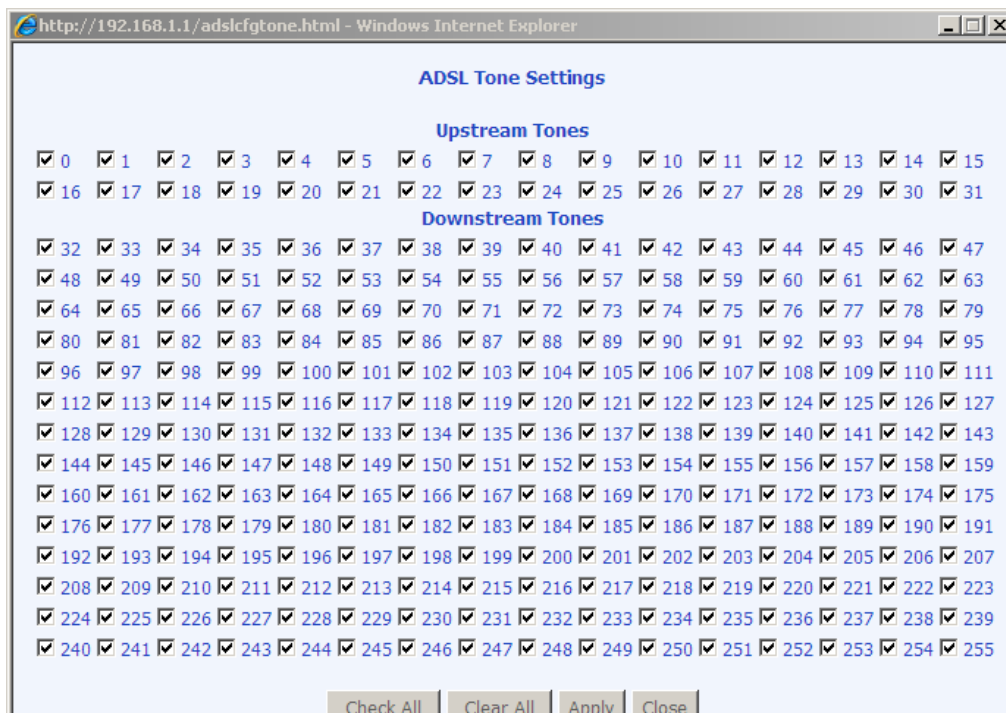 http://192.168.1.1/adslcfgtone.html - Windows Internet Explorer
ADSL Tone Settings
Upstream Tones
0 1 2 3 4 5 6 7 8 9 10 11 12 13 14 15
16 17 18 19 20 21 22 23 24 25 26 27 28 29 30 31
Downstream Tones
32 33 34 35 36 37 38 39 40 41 42 43 44 45 46 47
48 49 50 51 52 53 54 55 56 57 58 59 60 61 62 63
64 65 66 67 68 69 70 71 72 73 74 75 76 77 78 79
80 81 82 83 84 85 86 87 88 89 90 91 92 93 94 95
96 97 98 99 100 101 102 103 104 105 106 107 108 109 110 111
112 113 114 115 116 117 118 119 120 121 122 123 124 125 126 127
128 129 130 131 132 133 134 135 136 137 138 139 140 141 142 143
144 145 146 147 148 149 150 151 152 153 154 155 156 157 158 159
160 161 162 163 164 165 166 167 168 169 170 171 172 173 174 175
176 177 178 179 180 181 182 183 184 185 186 187 188 189 190 191
192 193 194 195 196 197 198 199 200 201 202 203 204 205 206 207
208 209 210 211 212 213 214 215 216 217 218 219 220 221 222 223
224 225 226 227 228 229 230 231 232 233 234 235 236 237 238 239
240 241 242 243 244 245 246 247 248 249 250 251 252 253 254 255
Check All Clear All Apply Close